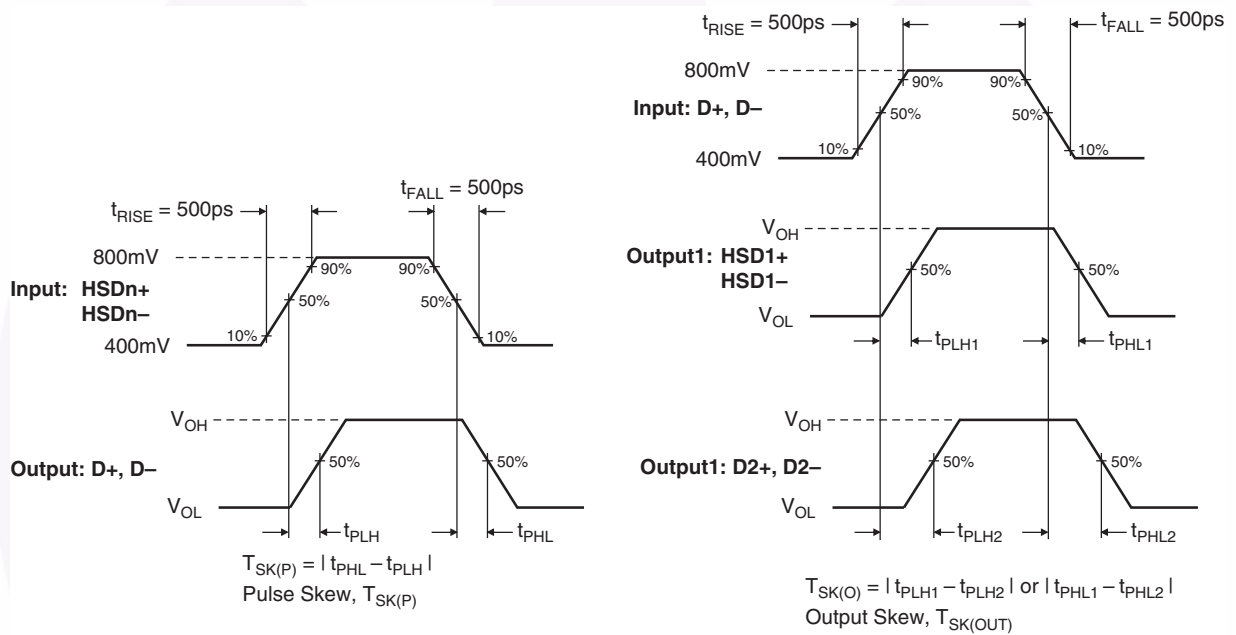 tRISE = 500ps
tFALL = 500ps
800mV
90%
90%
Input: HSDn+
HSDn–
50%
50%
10%
10%
400mV
VOH
Output: D+, D–
50%
50%
VOL
tPLH
tPHL
TSK(P) = | tPHL – tPLH |
Pulse Skew, TSK(P)
tRISE = 500ps
tFALL = 500ps
800mV
90%
90%
Input: D+, D–
50%
50%
10%
10%
400mV
VOH
Output1: HSD1+
HSD1–
50%
50%
VOL
tPLH1
tPHL1
VOH
Output1: D2+, D2–
50%
50%
VOL
tPLH2
tPHL2
TSK(O) = | tPLH1 – tPLH2 | or | tPHL1 – tPHL2 |
Output Skew, TSK(OUT)